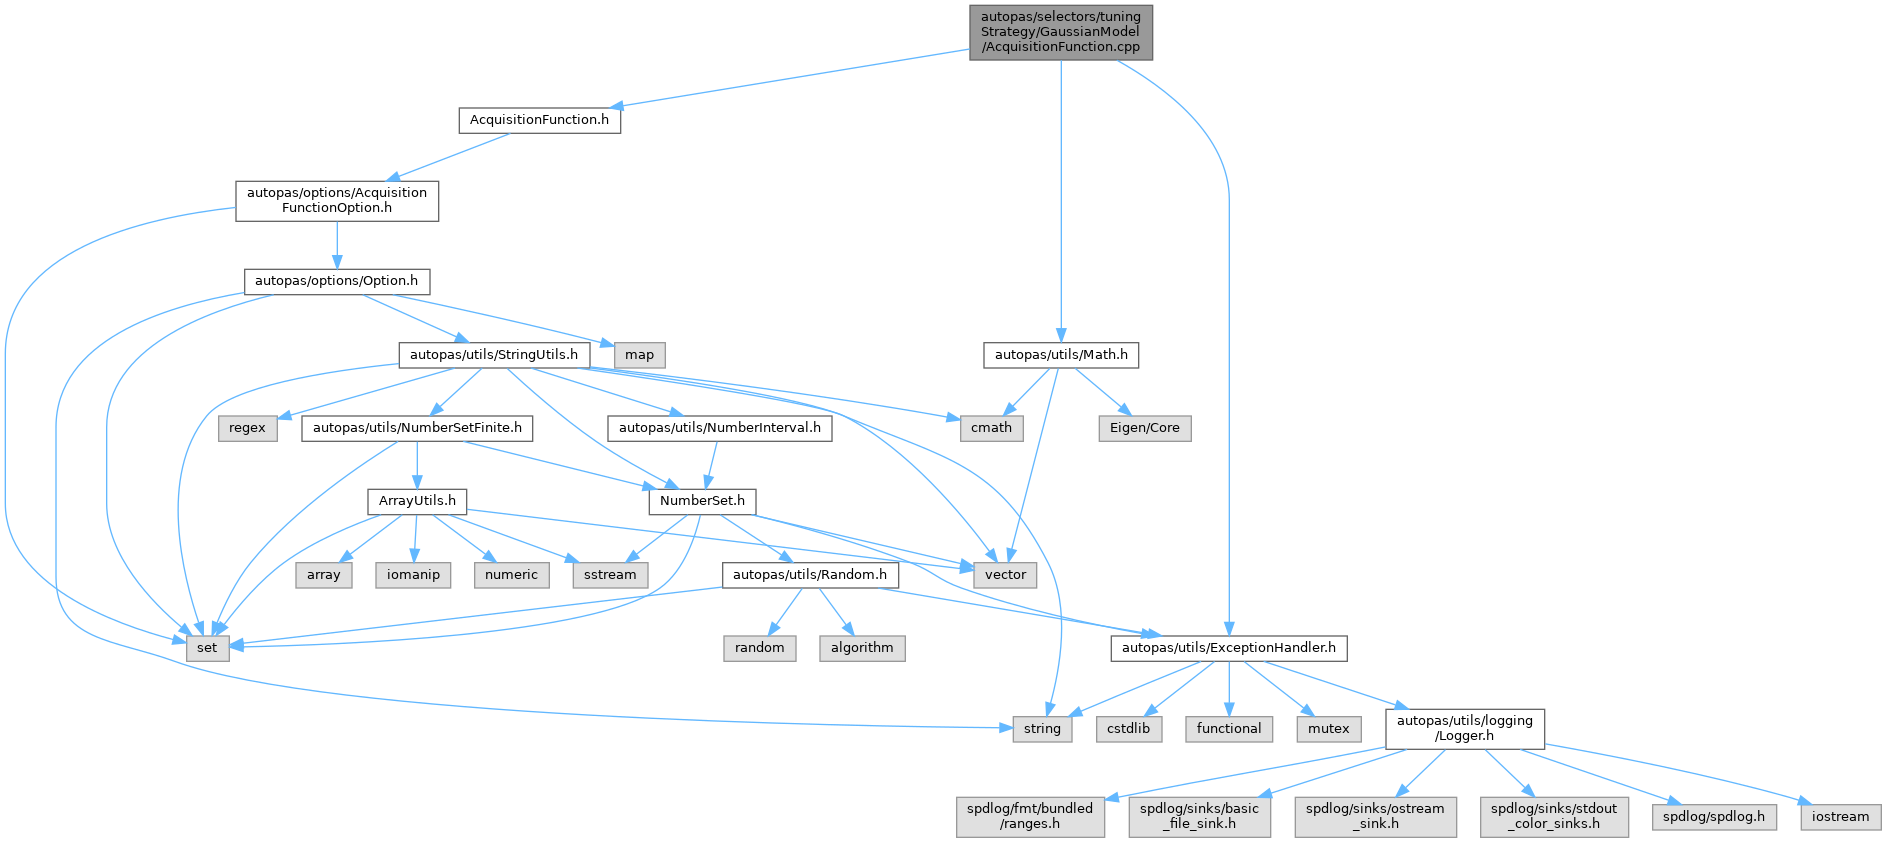 autopas/selectors/tuning
Strategy/GaussianModel
/AcquisitionFunction.cpp
AcquisitionFunction.h
autopas/options/Acquisition
FunctionOption.h
autopas/options/Option.h
autopas/utils/StringUtils.h
map
autopas/utils/Math.h
regex
autopas/utils/NumberSetFinite.h
autopas/utils/NumberInterval.h
cmath
Eigen/Core
ArrayUtils.h
NumberSet.h
array
iomanip
numeric
sstream
autopas/utils/Random.h
vector
set
random
algorithm
autopas/utils/ExceptionHandler.h
string
cstdlib
functional
mutex
autopas/utils/logging
/Logger.h
spdlog/fmt/bundled
/ranges.h
spdlog/sinks/basic
_file_sink.h
spdlog/sinks/ostream
_sink.h
spdlog/sinks/stdout
_color_sinks.h
spdlog/spdlog.h
iostream